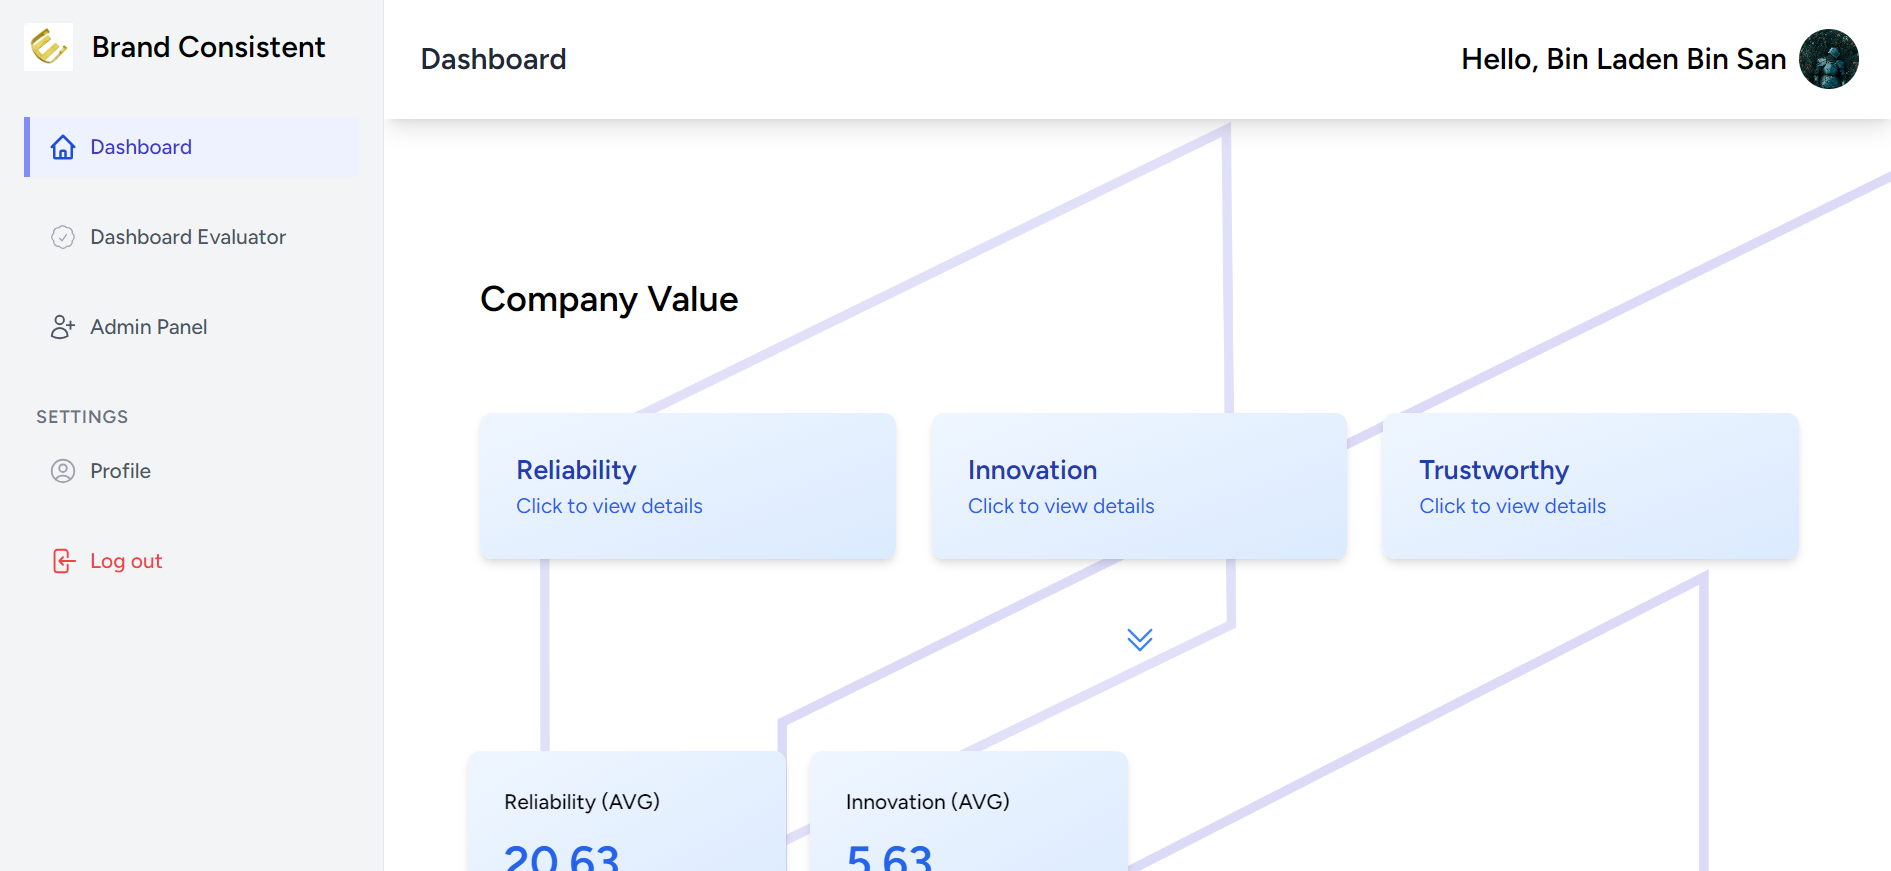 Brand Consistent
Dashboard
Hello, Bin Laden Bin San
Dashboard
Dashboard Evaluator
Admin Panel
SETTINGS
Profile
Log out
Company Value
Reliability
Click to view details
Innovation
Click to view details
Trustworthy
Click to view details
Reliability (AVG)
20.63
Innovation (AVG)
5.63